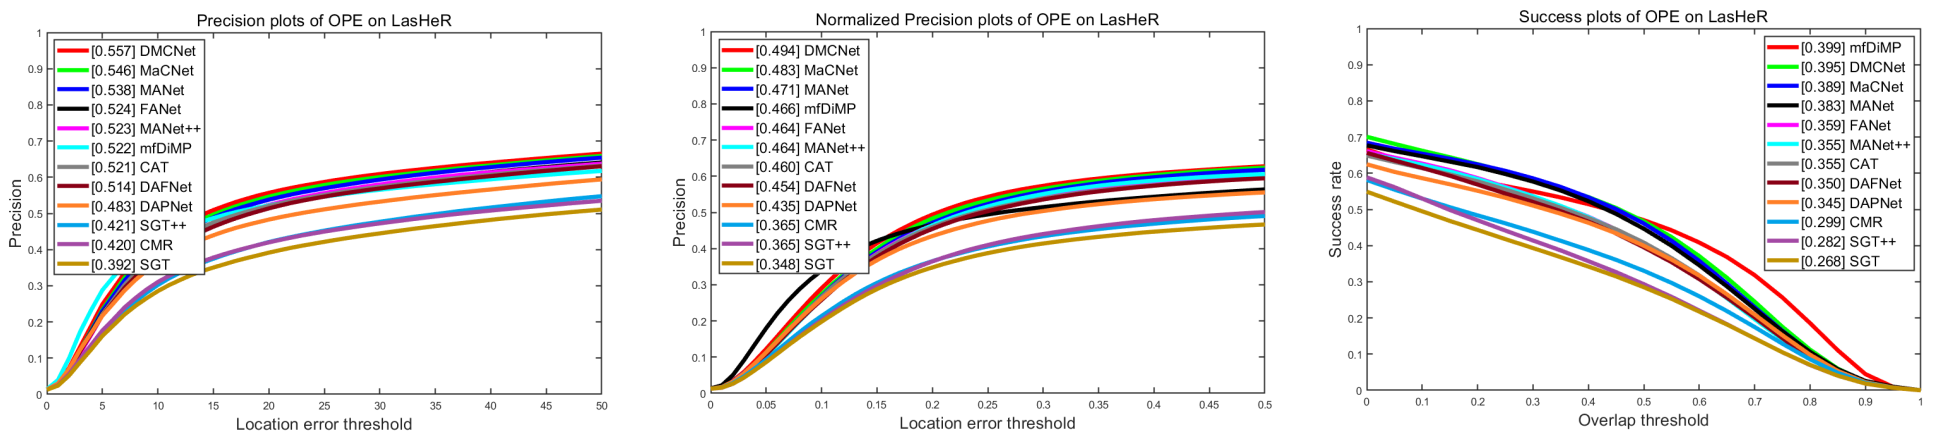 Precision plots of OPE on LasHeR
1
0.9
0.8
0.7
0.6
0.5
0.4
0.3
0.2
0.1
0
Precision
[0.557] DMCNet
[0.546] MaCNet
[0.538] MANet
[0.524] FANet
[0.523] MANet++
[0.522] mfDiMP
[0.521] CAT
[0.514] DAFNet
[0.483] DAPNet
[0.421] SGT++
[0.420] CMR
[0.392] SGT
0 5 10 15 20 25 30 35 40 45 50
Location error threshold
Normalized Precision plots of OPE on LasHeR
1
0.9
0.8
0.7
0.6
0.5
0.4
0.3
0.2
0.1
0
Precision
[0.494] DMCNet
[0.483] MaCNet
[0.471] MANet
[0.466] mfDiMP
[0.464] FANet
[0.464] MANet++
[0.460] CAT
[0.454] DAFNet
[0.435] DAPNet
[0.365] CMR
[0.365] SGT++
[0.348] SGT
0 0.05 0.1 0.15 0.2 0.25 0.3 0.35 0.4 0.45 0.5
Location error threshold
Success plots of OPE on LasHeR
1
0.9
0.8
0.7
0.6
0.5
0.4
0.3
0.2
0.1
0
Success rate
[0.399] mfDiMP
[0.395] DMCNet
[0.389] MaCNet
[0.383] MANet
[0.359] FANet
[0.355] MANet++
[0.355] CAT
[0.350] DAFNet
[0.345] DAPNet
[0.299] CMR
[0.282] SGT++
[0.268] SGT
0 0.1 0.2 0.3 0.4 0.5 0.6 0.7 0.8 0.9 1
Overlap threshold